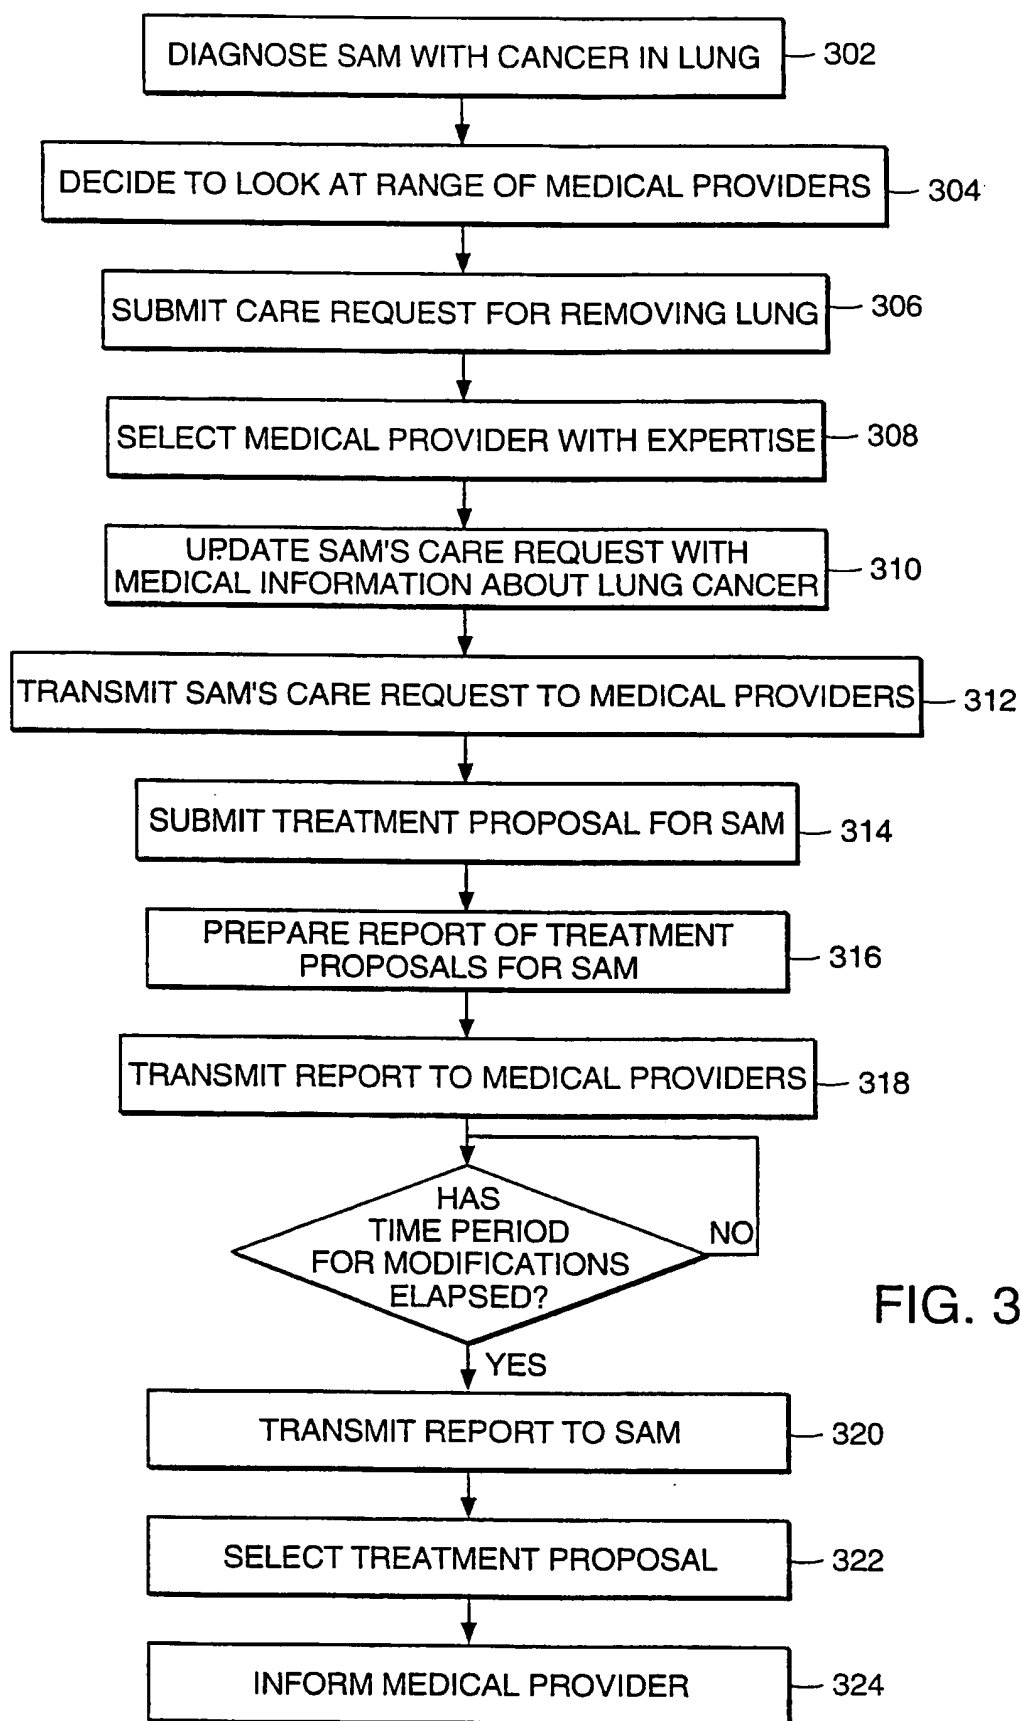 DIAGNOSE SAM WITH CANCER IN LUNG
302
DECIDE TO LOOK AT RANGE OF MEDICAL PROVIDERS
304
SUBMIT CARE REQUEST FOR REMOVING LUNG
306
SELECT MEDICAL PROVIDER WITH EXPERTISE
308
UPDATE SAM'S CARE REQUEST WITH
MEDICAL INFORMATION ABOUT LUNG CANCER
310
TRANSMIT SAM'S CARE REQUEST TO MEDICAL PROVIDERS
312
SUBMIT TREATMENT PROPOSAL FOR SAM
314
PREPARE REPORT OF TREATMENT
PROPOSALS FOR SAM
316
TRANSMIT REPORT TO MEDICAL PROVIDERS
318
HAS
TIME PERIOD
FOR MODIFICATIONS
ELAPSED?
NO
FIG. 3
YES
TRANSMIT REPORT TO SAM
320
SELECT TREATMENT PROPOSAL
322
INFORM MEDICAL PROVIDER
324